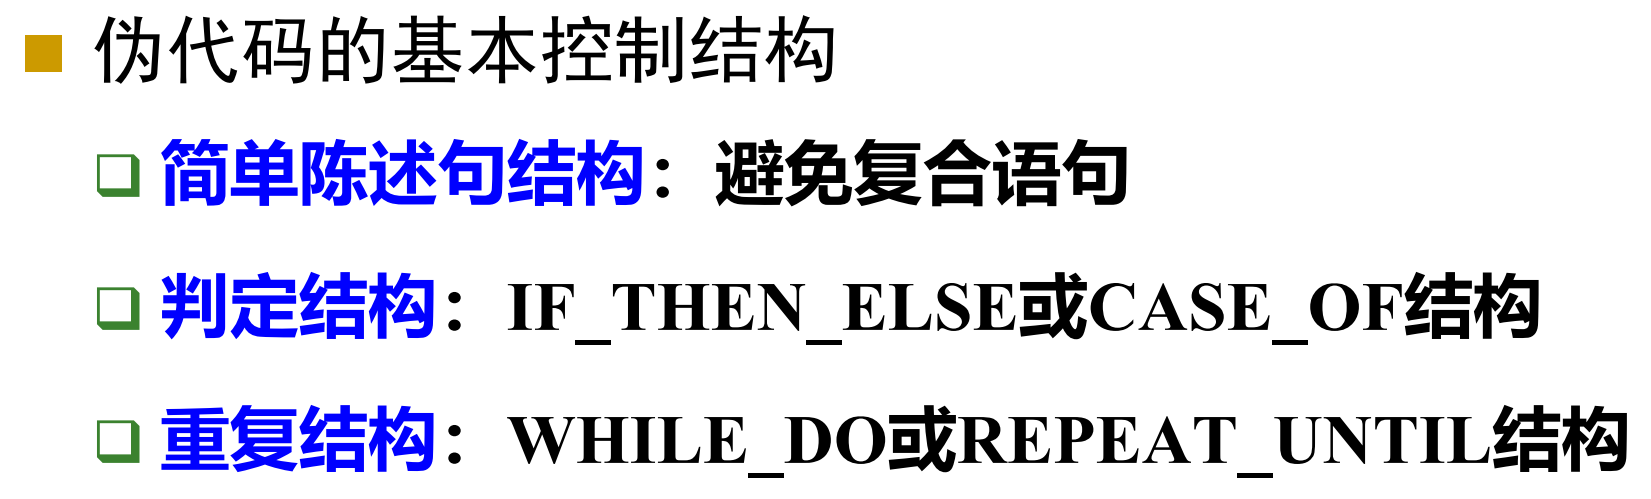 伪代码的基本控制结构
简单陈述句结构：避免复合语句
判定结构：IF_THEN_ELSE或CASE_OF结构
重复结构：WHILE_DO或REPEAT_UNTIL结构